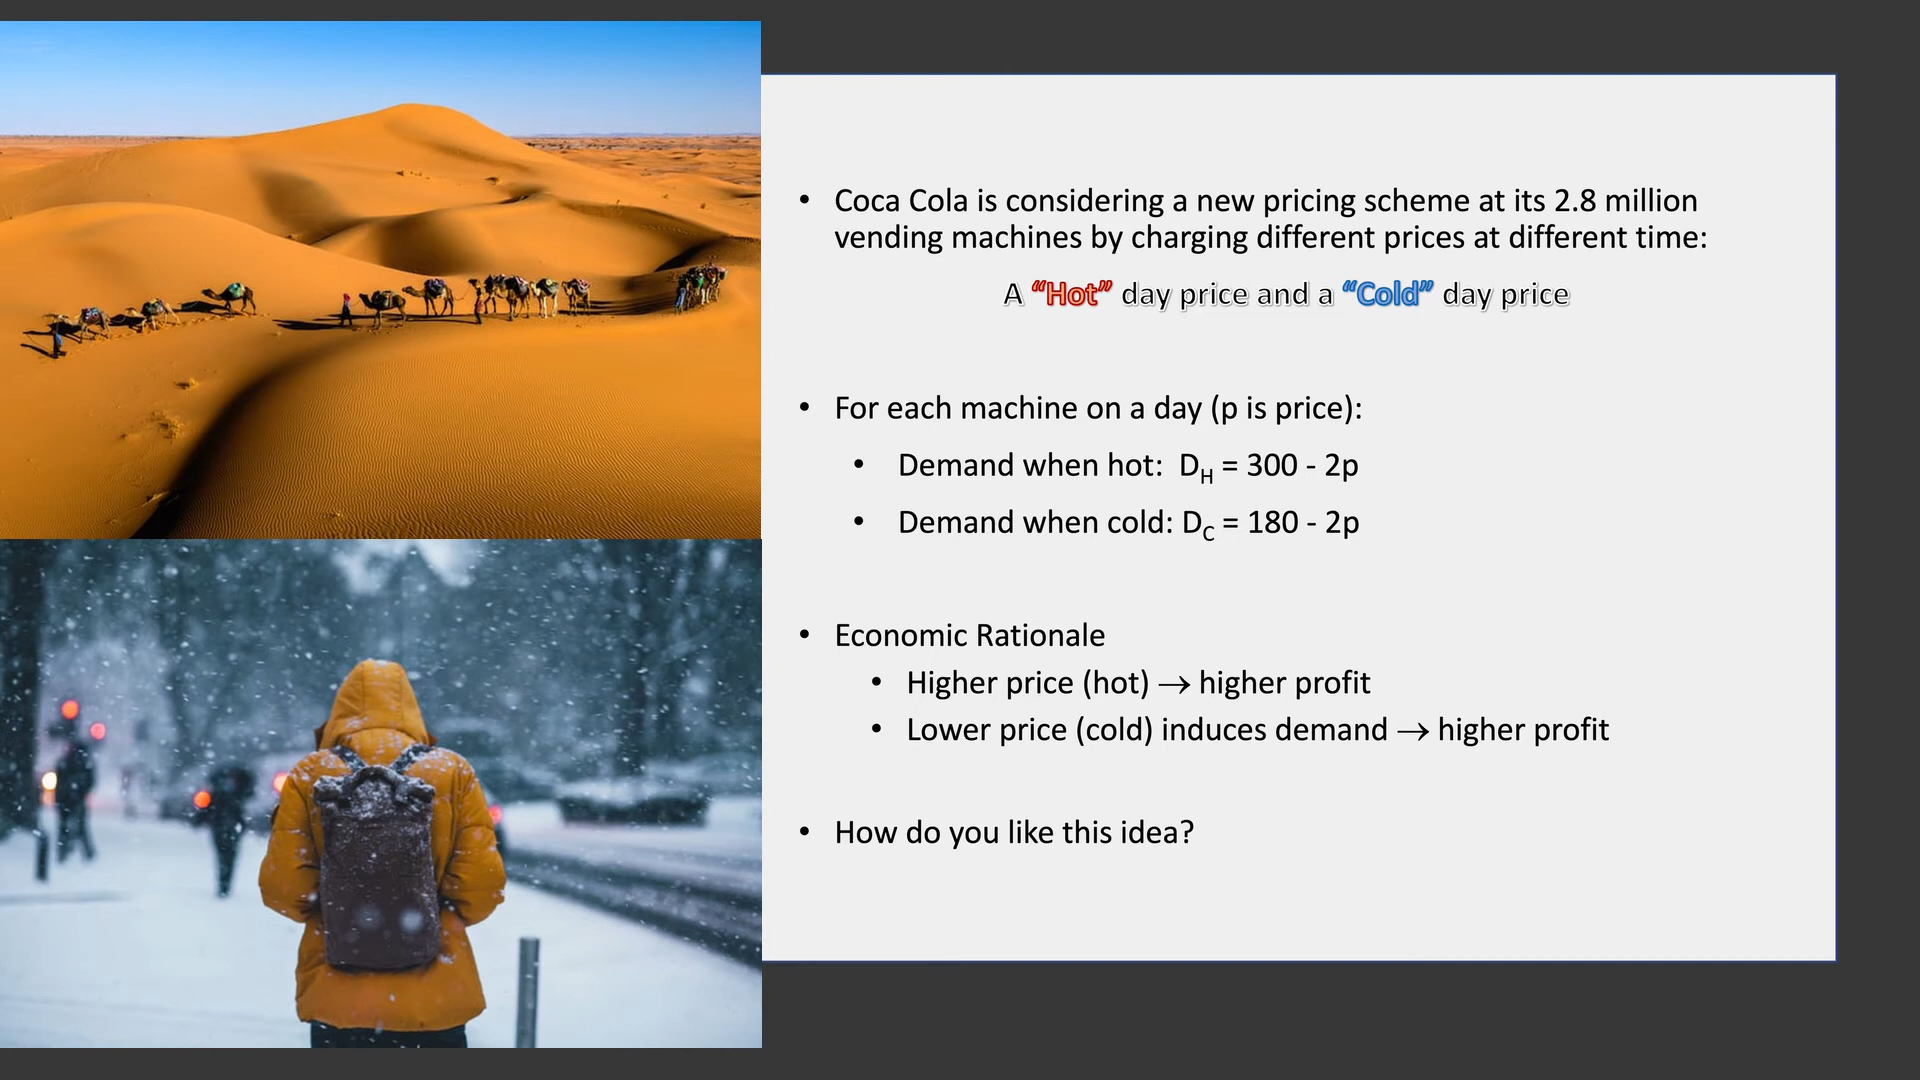 • Coca Cola is considering a new pricing scheme at its 2.8 million
vending machines by charging different prices at different time:
A “Hot” day price and a “Cold” day price
• For each machine on a day (p is price):
• Demand when hot: D_H = 300 - 2p
• Demand when cold: D_C = 180 - 2p
• Economic Rationale
• Higher price (hot) → higher profit
• Lower price (cold) induces demand → higher profit
• How do you like this idea?